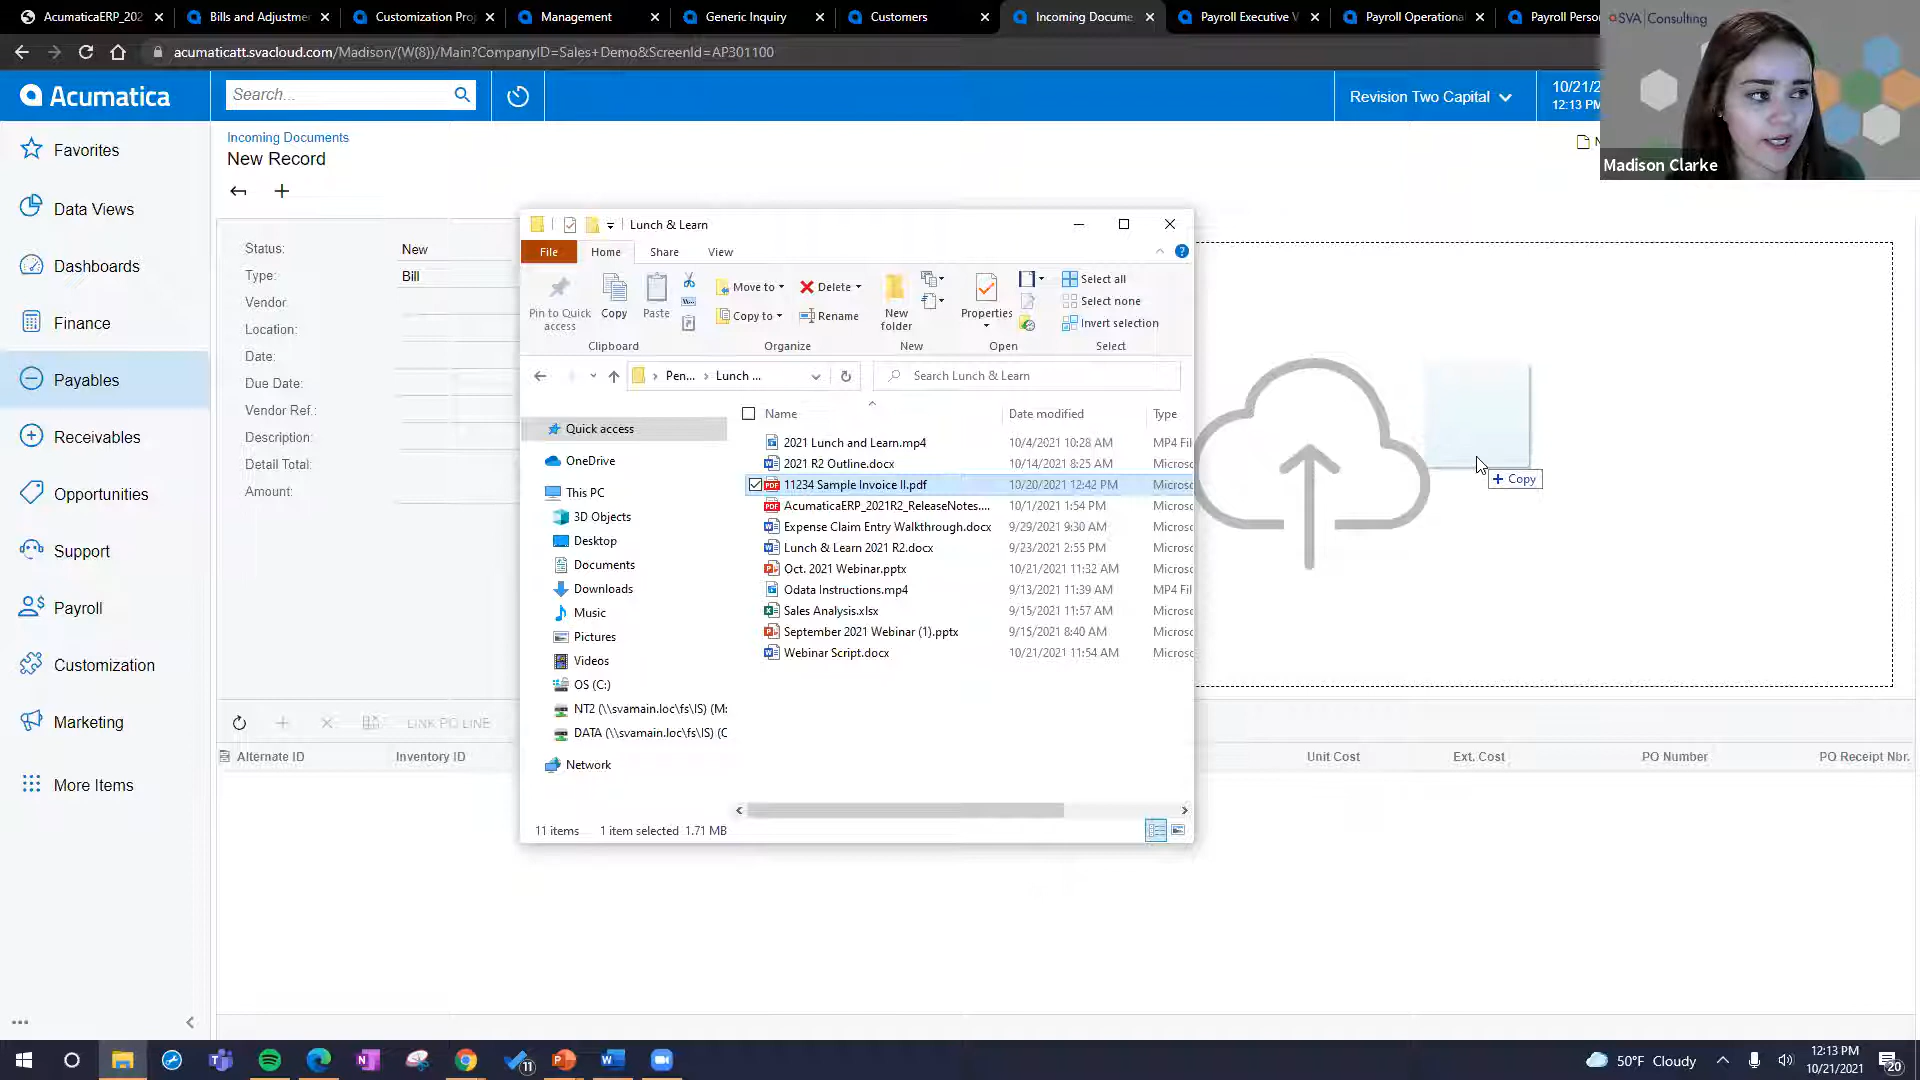 AcumaticaERP_202
Bills and Adjustme
Customization Pro
Management
Generic Inquiry
Customers
Incoming Docume
Payroll Executive V
Payroll Operational
Payroll Perso
acumaticatt.svacloud.com/Madison/(W(8))/Main?CompanyID=Sales+Demo&ScreenId=AP301100
SVA | Consulting
Madison Clarke
Acumatica
Search...
Revision Two Capital
10/21/2
12:13 PM
Favorites
Data Views
Dashboards
Finance
Payables
Receivables
Opportunities
Support
Payroll
Customization
Marketing
More Items
Incoming Documents
New Record
N
Status: New
Type: Bill
Vendor:
Location:
Date:
Due Date:
Vendor Ref.:
Description:
Detail Total:
Amount:
LINK PO LINE
Alternate ID Inventory ID Unit Cost Ext. Cost PO Number PO Receipt Nbr.
Lunch & Learn
File Home Share View
Pin to Quick access
Copy
Paste
Clipboard
Move to
Copy to
Delete
Rename
Organize
New folder
New
Properties
Open
Select all
Select none
Invert selection
Select
Pen... Lunch ...
Search Lunch & Learn
Quick access
OneDrive
This PC
3D Objects
Desktop
Documents
Downloads
Music
Pictures
Videos
OS (C:)
NT2 (\\svamain.loc\fs\IS) (M:
DATA (\\svamain.loc\fs\IS) (C
Network
Name Date modified Type
2021 Lunch and Learn.mp4 10/4/2021 10:28 AM MP4 Fil
2021 R2 Outline.docx 10/14/2021 8:25 AM Microsc
11234 Sample Invoice II.pdf 10/20/2021 12:42 PM Microsc
AcumaticaERP_2021R2_ReleaseNotes.... 10/1/2021 1:54 PM Microsc
Expense Claim Entry Walkthrough.docx 9/29/2021 9:30 AM Microsc
Lunch & Learn 2021 R2.docx 9/23/2021 2:55 PM Microsc
Oct. 2021 Webinar.pptx 10/21/2021 11:32 AM Microsc
Odata Instructions.mp4 9/13/2021 11:39 AM MP4 Fil
Sales Analysis.xlsx 9/15/2021 11:57 AM Microsc
September 2021 Webinar (1).pptx 9/15/2021 8:40 AM Microsc
Webinar Script.docx 10/21/2021 11:54 AM Microsc
11 items 1 item selected 1.71 MB
+ Copy
11
50°F Cloudy
12:13 PM
10/21/2021
20